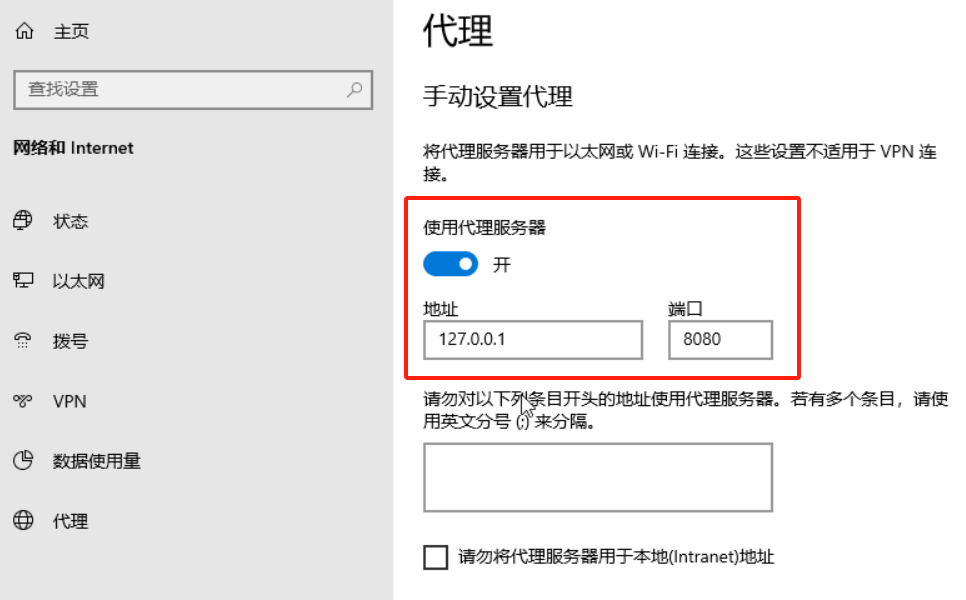 主页
查找设置
网络和 Internet
状态
以太网
拨号
VPN
数据使用量
代理
代理
手动设置代理
将代理服务器用于以太网或 Wi-Fi 连接。这些设置不适用于 VPN 连
接。
使用代理服务器
开
地址 端口
127.0.0.1 8080
请勿对以下列条目开头的地址使用代理服务器。若有多个条目，请使
用英文分号 (;) 来分隔。
请勿将代理服务器用于本地(Intranet)地址